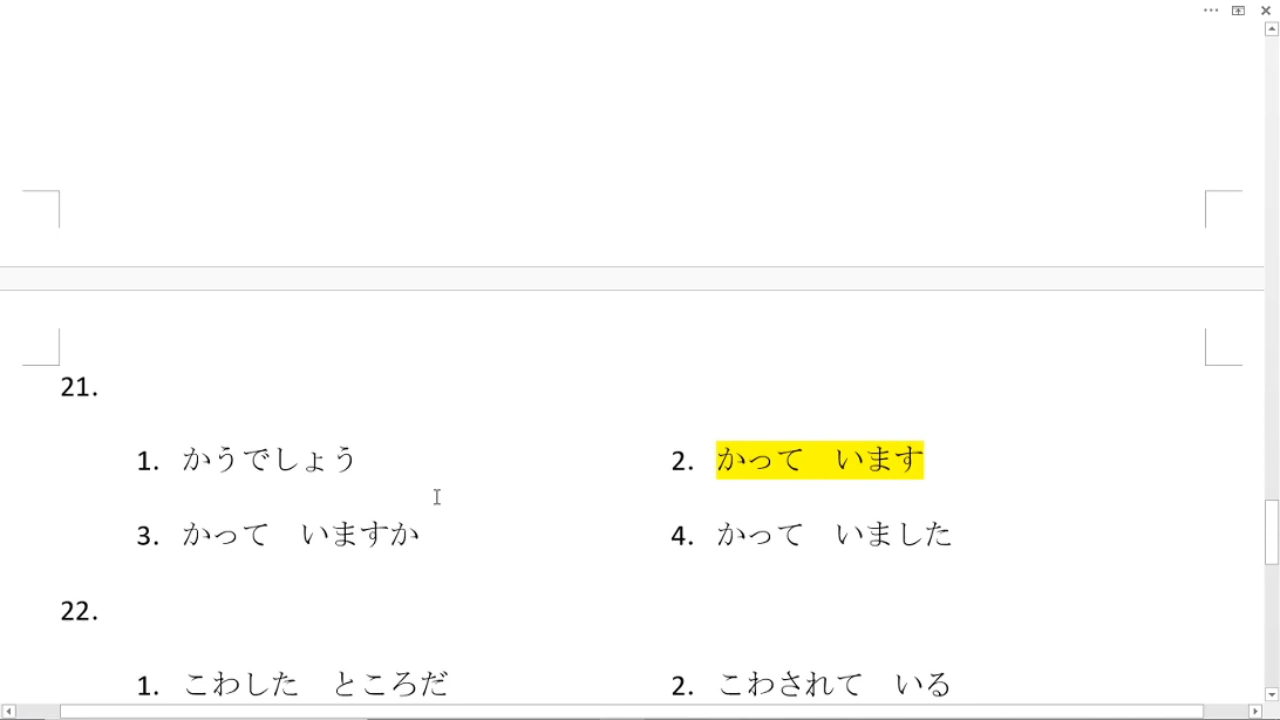 21.
1. かうでしょう 2. かって　います
3. かって　いますか 4. かって　いました
22.
1. こわした　ところだ 2. こわされて　いる